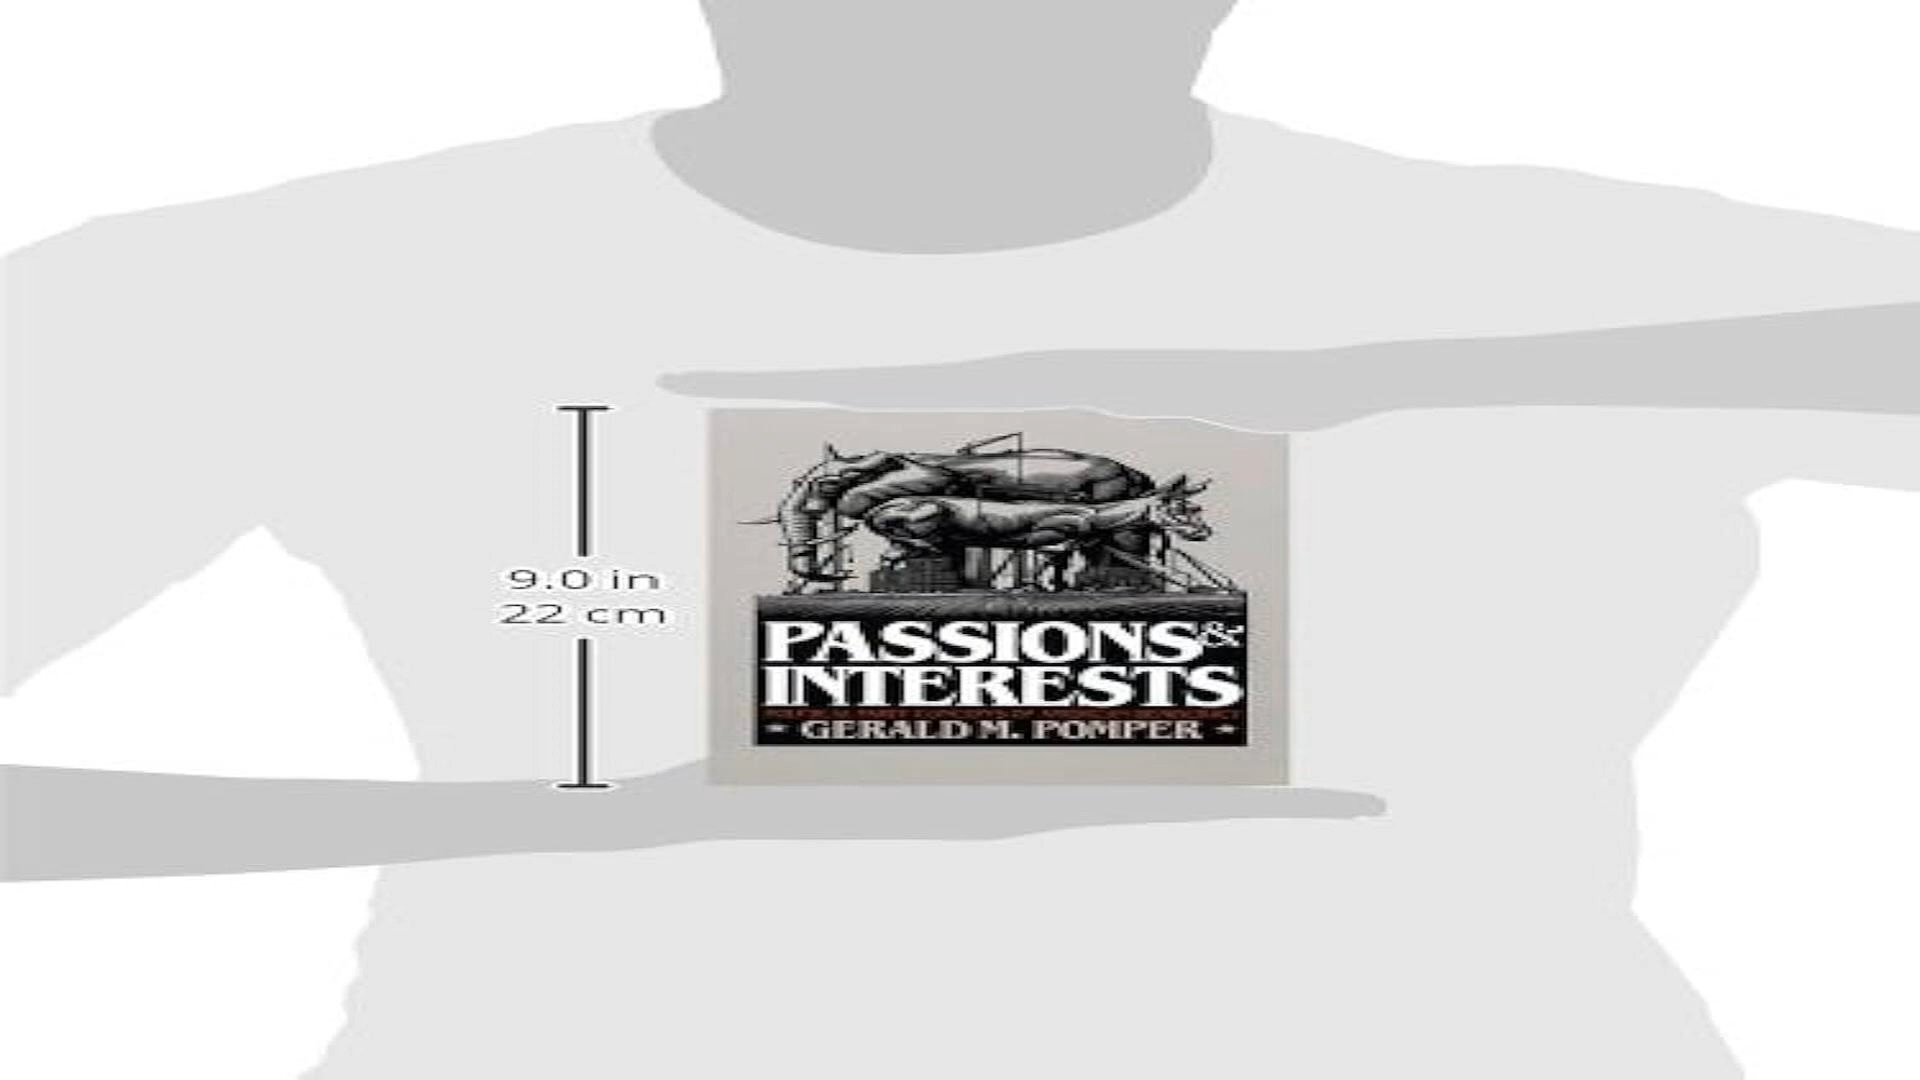 9.0 in
22 cm
PASSIONS &
INTERESTS
GERALD M. POMPER